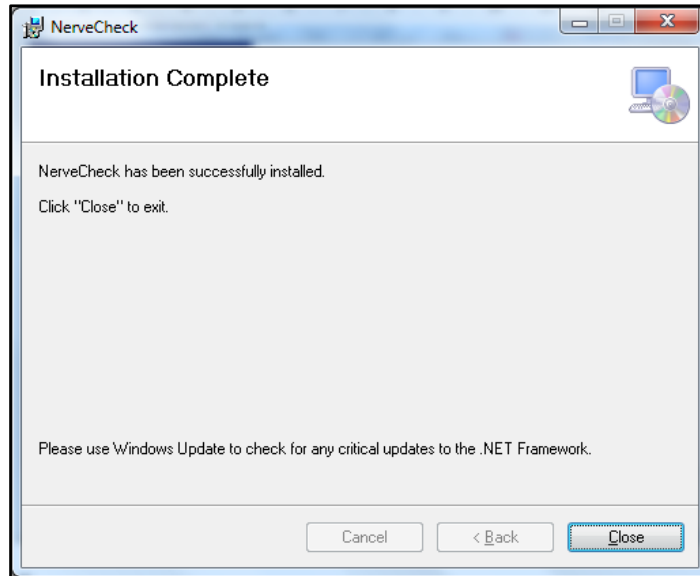 NerveCheck
Installation Complete
NerveCheck has been successfully installed.
Click "Close" to exit.
Please use Windows Update to check for any critical updates to the .NET Framework.
Cancel
< Back
Close